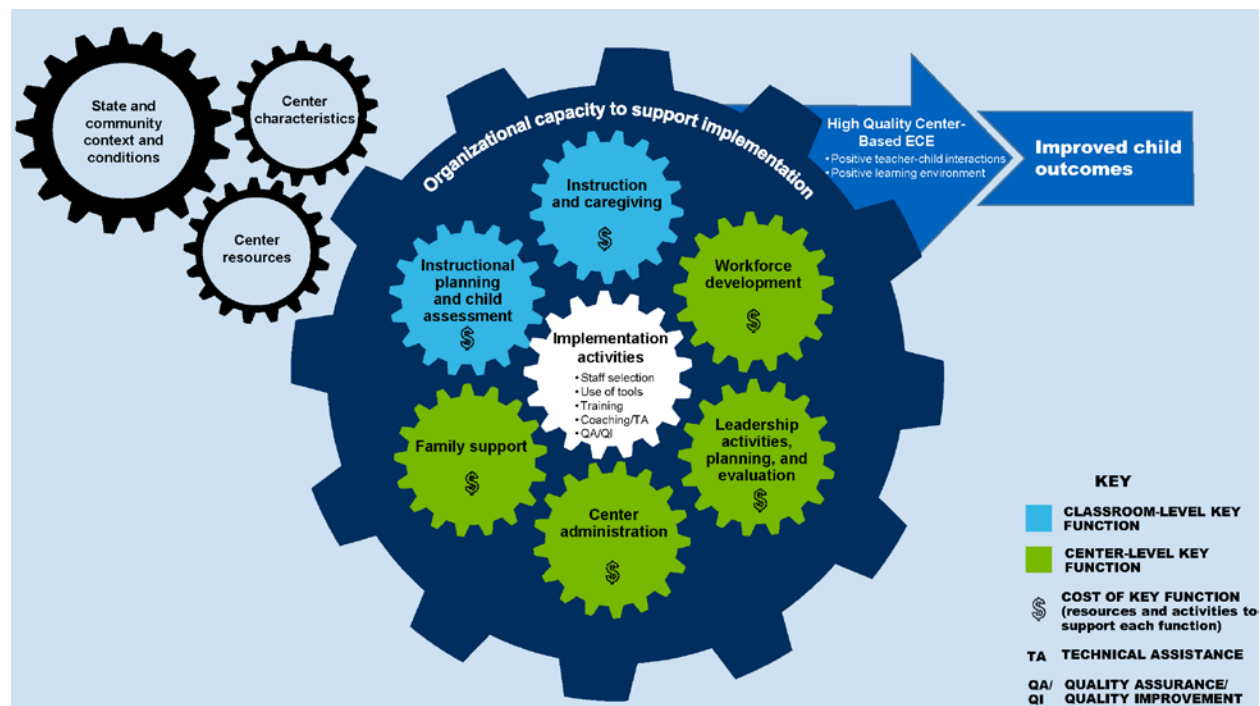 State and
community
context and
conditions
Center
characteristics
Center
resources
Organizational capacity to support implementation
Instruction
and caregiving
$
Instructional
planning
and child
assessment
$
Workforce
development
$
Implementation
activities
•Staff selection
•Use of tools
•Training
•Coaching/TA
•QA/QI
Family support
$
Leadership
activities,
planning, and
evaluation
$
Center
administration
$
High Quality Center-
Based ECE
•Positive teacher-child interactions
•Positive learning environment
Improved child
outcomes
KEY
CLASSROOM-LEVEL KEY
FUNCTION
CENTER-LEVEL KEY
FUNCTION
$ COST OF KEY FUNCTION
(resources and activities to
support each function)
TA TECHNICAL ASSISTANCE
QA/ QUALITY ASSURANCE/
QI QUALITY IMPROVEMENT